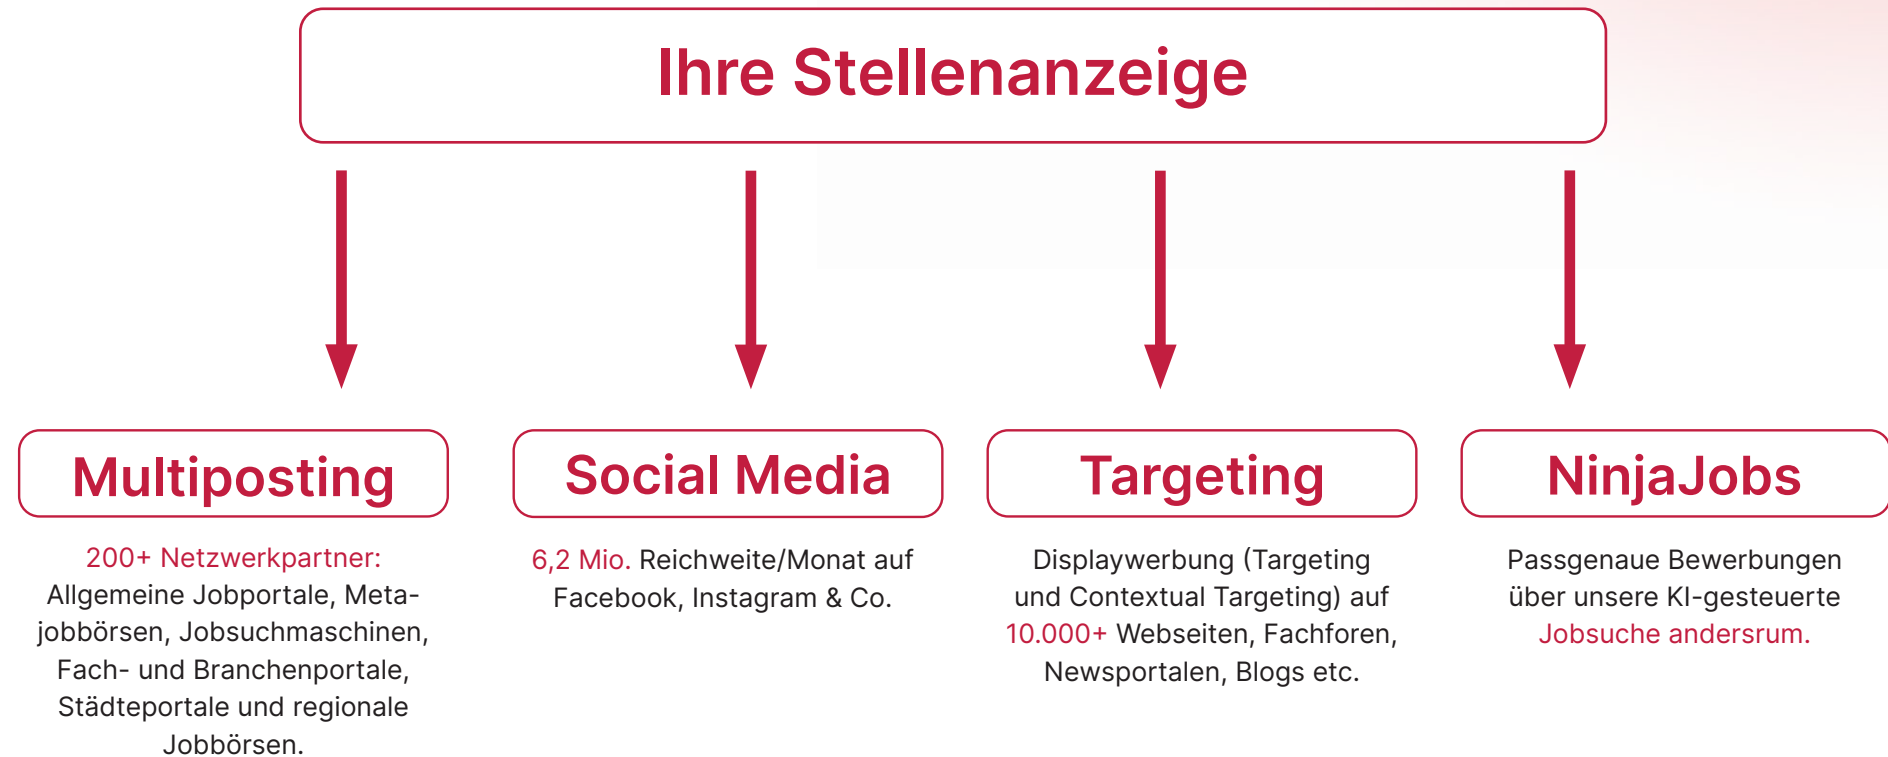 Ihre Stellenanzeige
Multiposting
200+ Netzwerkpartner:
Allgemeine Jobportale, Meta-
jobbörsen, Jobsuchmaschinen,
Fach- und Branchenportale,
Städteportale und regionale
Jobbörsen.
Social Media
6,2 Mio. Reichweite/Monat auf
Facebook, Instagram & Co.
Targeting
Displaywerbung (Targeting
und Contextual Targeting) auf
10.000+ Webseiten, Fachforen,
Newsportalen, Blogs etc.
NinjaJobs
Passgenaue Bewerbungen
über unsere KI-gesteuerte
Jobsuche andersrum.